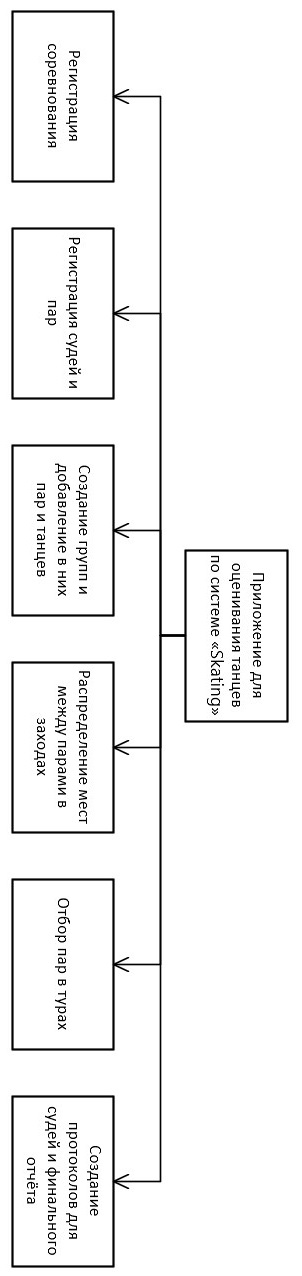 Приложение для
оценивания танцев
по системе «Skating»
Регистрация
соревнования
Регистрация судей и
пар
Создание групп и
добавление в них
пар и танцев
Распределение мест
между парами в
заходах
Отбор пар в турах
Создание
протоколов для
судей и финального
отчёта